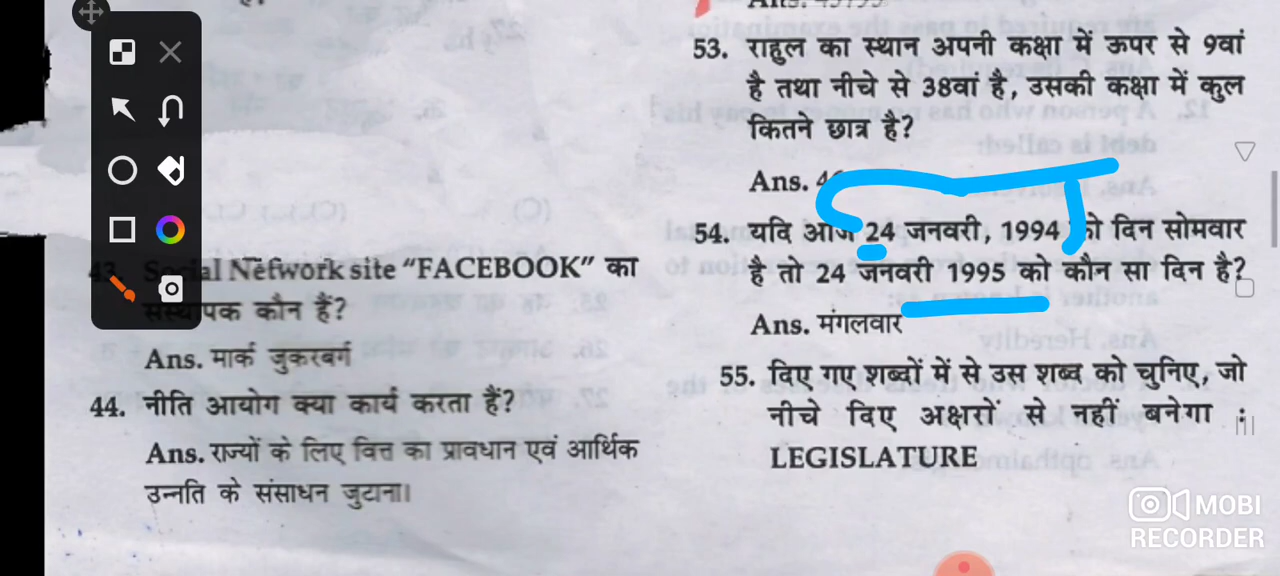 43. Social Network site “FACEBOOK” का
संस्थापक कौन हैं?
Ans. मार्क जुकरबर्ग
44. नीति आयोग क्या कार्य करता हैं?
Ans. राज्यों के लिए वित्त का प्रावधान एवं आर्थिक
उन्नति के संसाधन जुटाना।
53. राहुल का स्थान अपनी कक्षा में ऊपर से 9वां
है तथा नीचे से 38वां है, उसकी कक्षा में कुल
कितने छात्र है?
Ans.
54. यदि आज 24 जनवरी, 1994 को दिन सोमवार
है तो 24 जनवरी 1995 को कौन सा दिन है?
Ans. मंगलवार
55. दिए गए शब्दों में से उस शब्द को चुनिए, जो
नीचे दिए अक्षरों से नहीं बनेगा :
LEGISLATURE
MOBI
RECORDER